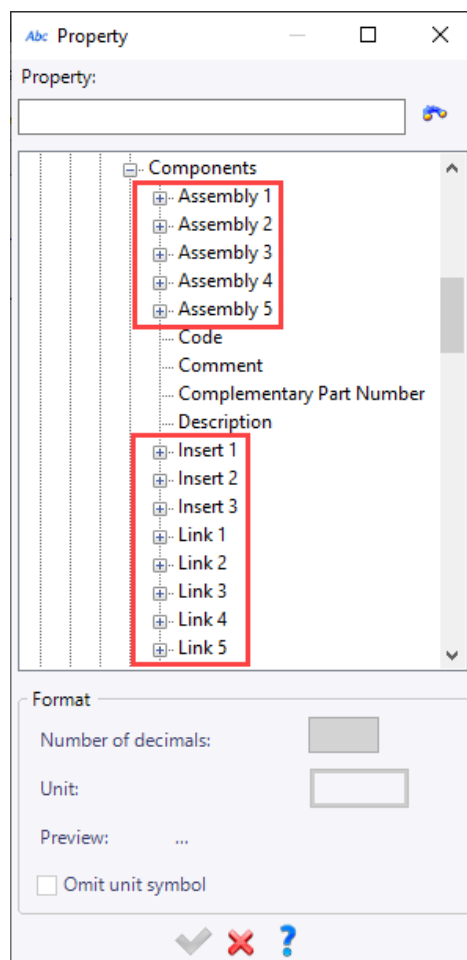 Abc Property
Property:
Components
Assembly 1
Assembly 2
Assembly 3
Assembly 4
Assembly 5
Code
Comment
Complementary Part Number
Description
Insert 1
Insert 2
Insert 3
Link 1
Link 2
Link 3
Link 4
Link 5
Format
Number of decimals:
Unit:
Preview: ...
Omit unit symbol
?